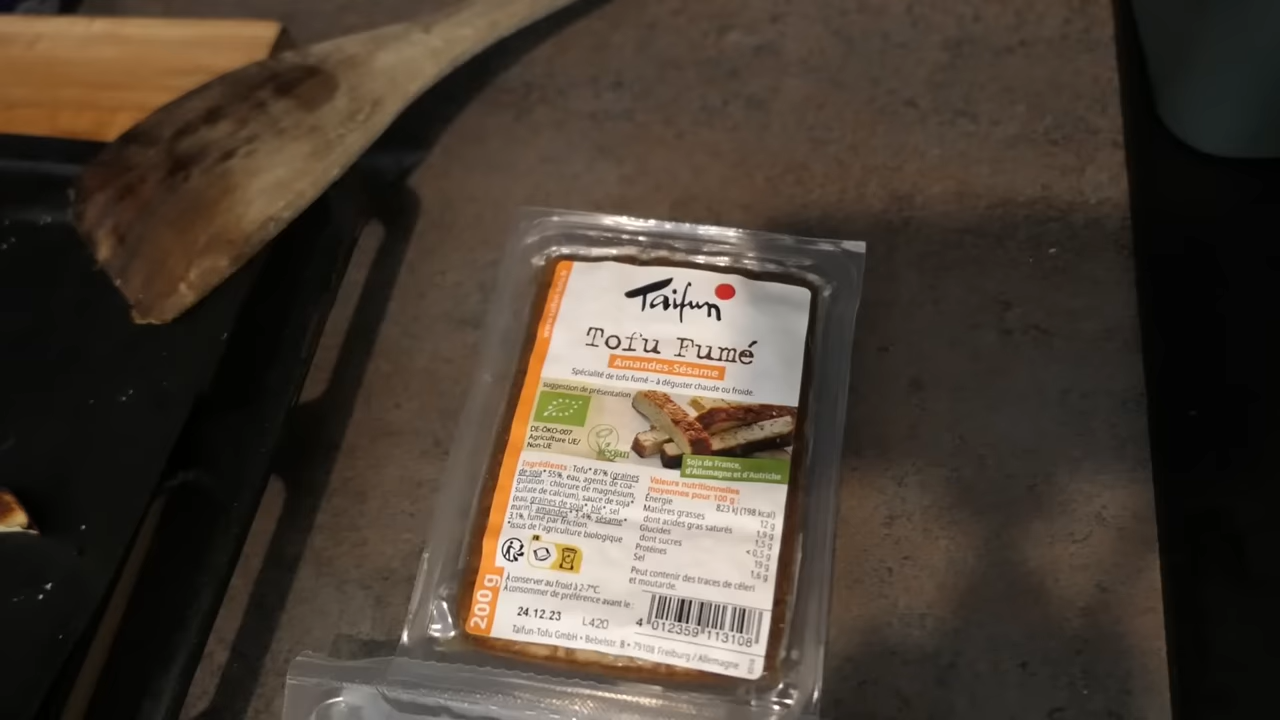 Taifun
Tofu Fumé
Amandes-Sésame
Spécialité de tofu fumé – à déguster chaude ou froide.
suggestion de présentation
DE-ÖKO-007
Agriculture UE/
Non-UE
vegan
Soja de France,
d'Allemagne et d'Autriche
Ingrédients : Tofu* 87% (graines
de soja* 55%, eau, agents de coa-
gulation : chlorure de magnésium,
sulfate de calcium), sauce de soja*
(eau, graines de soja*, blé*, sel
marin), amandes* 3,4%, sésame*
3,1%, fumé par friction.
*issus de l'agriculture biologique
Valeurs nutritionnelles
moyennes pour 100 g :
Énergie 823 kJ (198 kcal)
Matières grasses 12 g
dont acides gras saturés 1,9 g
Glucides 1,5 g
dont sucres < 0,5 g
Protéines 19 g
Sel 1,6 g
Peut contenir des traces de céleri
et moutarde.
200g
À conserver au froid à 2-7°C.
À consommer de préférence avant le :
24.12.23 L420
4 012359 113108
Taifun-Tofu GmbH • Bebelstr. 8 • 79108 Freiburg / Allemagne